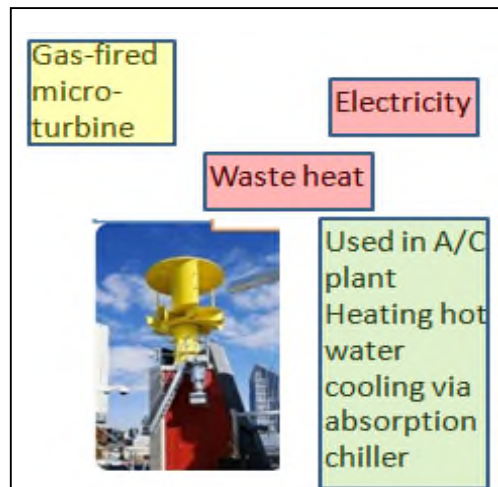 Gas-fired
micro-
turbine
Electricity
Waste heat
Used in A/C
plant
Heating hot
water
cooling via
absorption
chiller